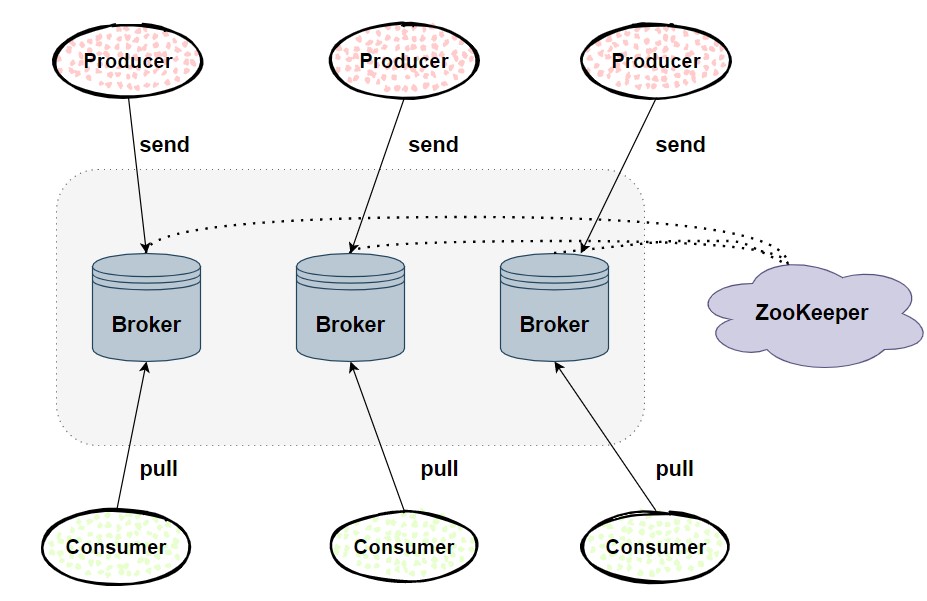 Producer
Producer
Producer
send
send
send
Broker
Broker
Broker
ZooKeeper
pull
pull
pull
Consumer
Consumer
Consumer